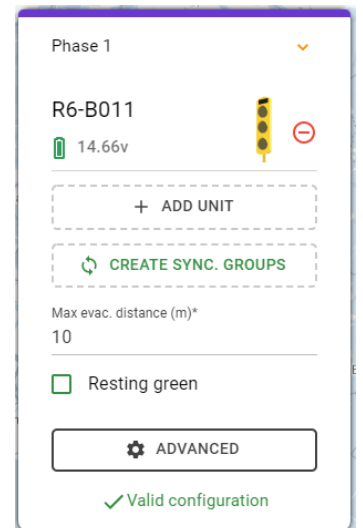 Phase 1
R6-B011
14.66v
+ ADD UNIT
CREATE SYNC. GROUPS
Max evac. distance (m)*
10
Resting green
ADVANCED
Valid configuration